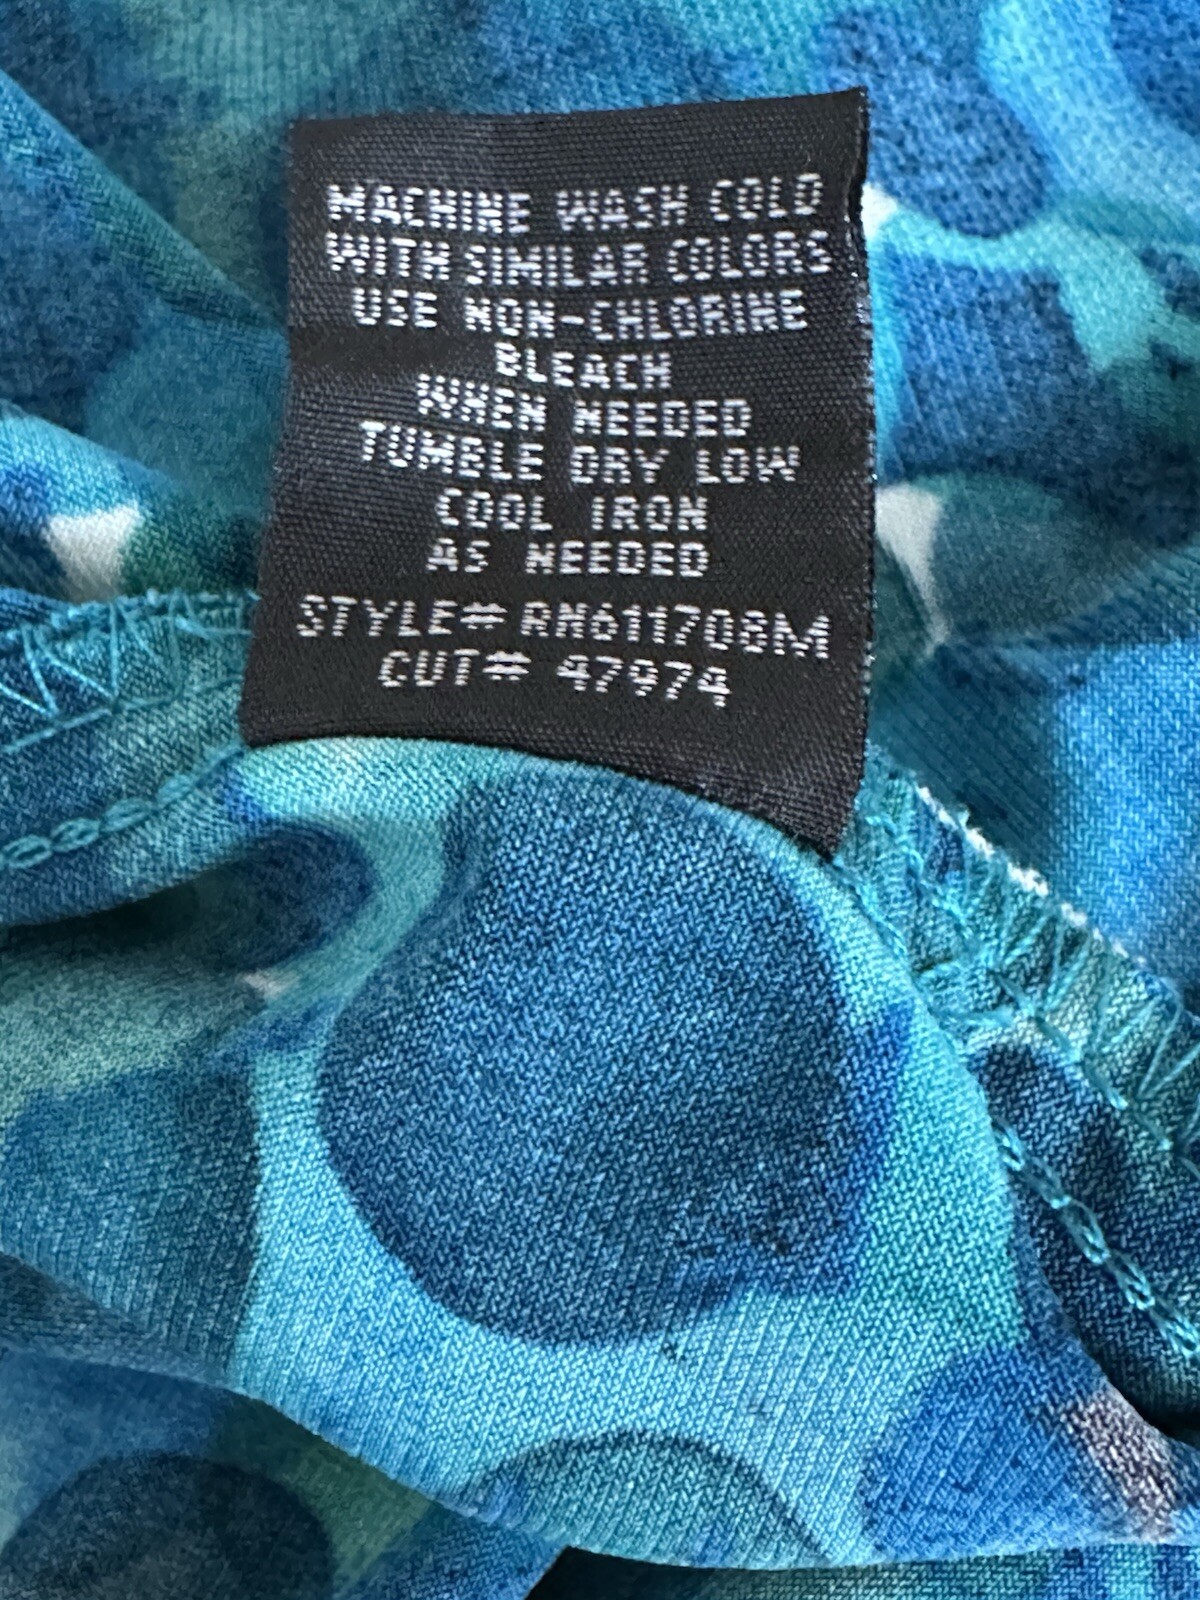 MACHINE WASH COLD
WITH SIMILAR COLORS
USE NON-CHLORINE
BLEACH
WHEN NEEDED
TUMBLE DRY LOW
COOL IRON
AS NEEDED
STYLE# RN611708M
CUT# 47974